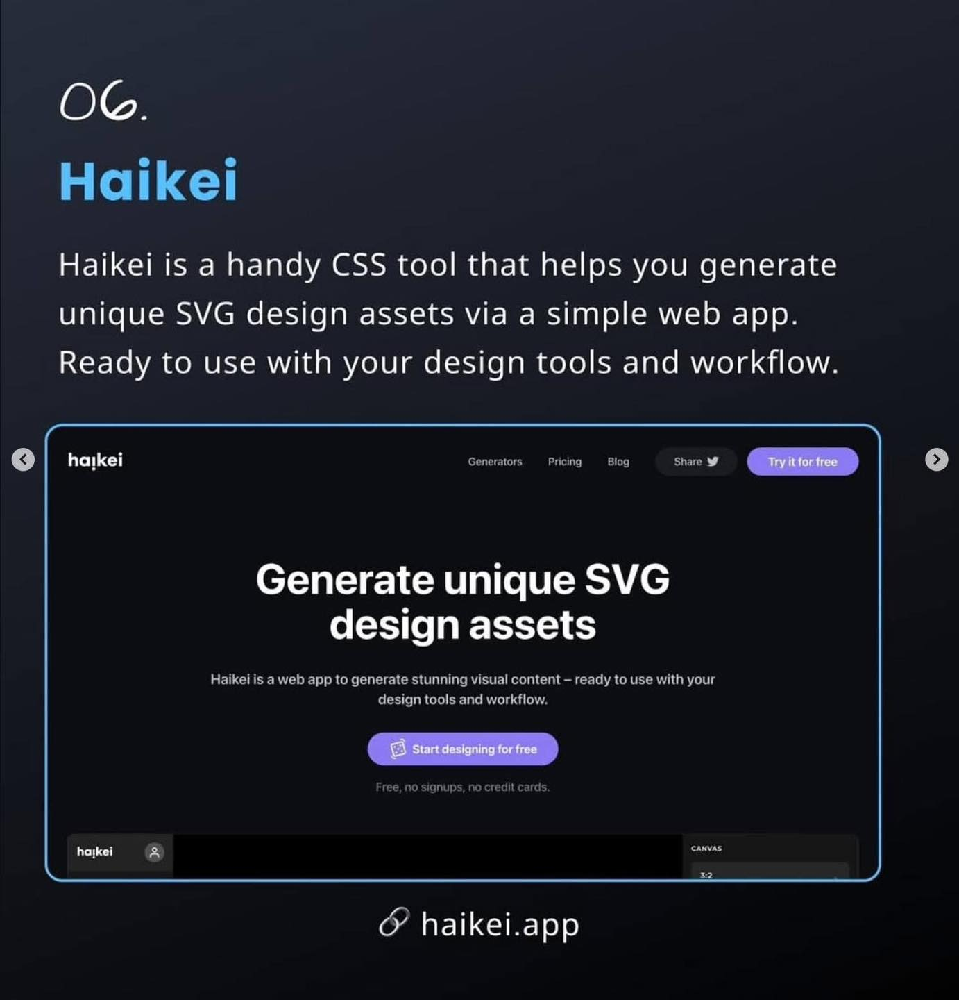 06.
Haikei
Haikei is a handy CSS tool that helps you generate
unique SVG design assets via a simple web app.
Ready to use with your design tools and workflow.
haikei
Generators
Pricing
Blog
Share
Try it for free
Generate unique SVG
design assets
Haikei is a web app to generate stunning visual content – ready to use with your
design tools and workflow.
Start designing for free
Free, no signups, no credit cards.
haikei
CANVAS
3:2
haikei.app